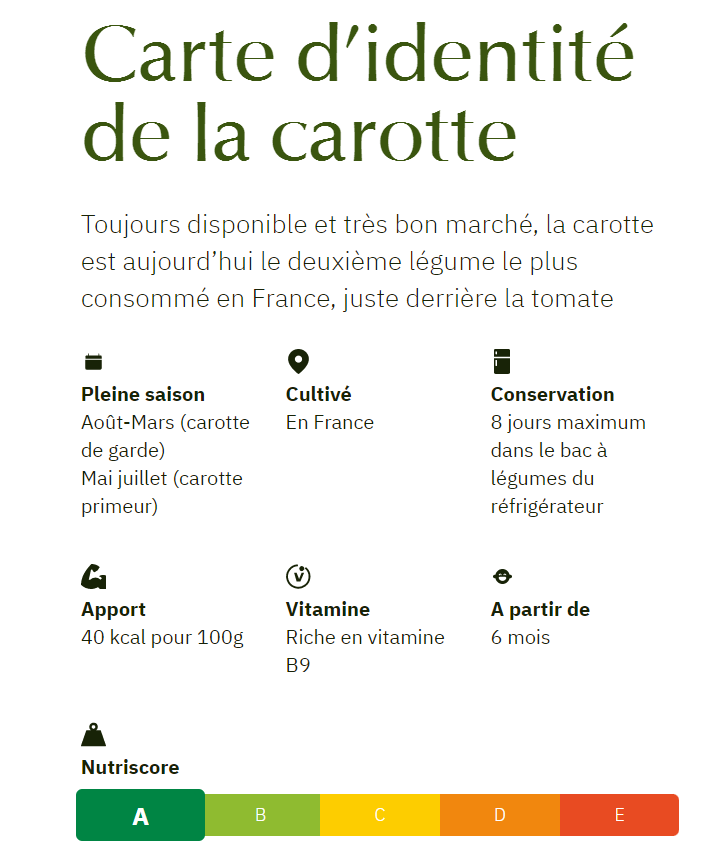 Carte d’identité
de la carotte
Toujours disponible et très bon marché, la carotte
est aujourd’hui le deuxième légume le plus
consommé en France, juste derrière la tomate
Pleine saison
Août-Mars (carotte
de garde)
Mai juillet (carotte
primeur)
Cultivé
En France
Conservation
8 jours maximum
dans le bac à
légumes du
réfrigérateur
Apport
40 kcal pour 100g
Vitamine
Riche en vitamine
B9
A partir de
6 mois
Nutriscore
A B C D E